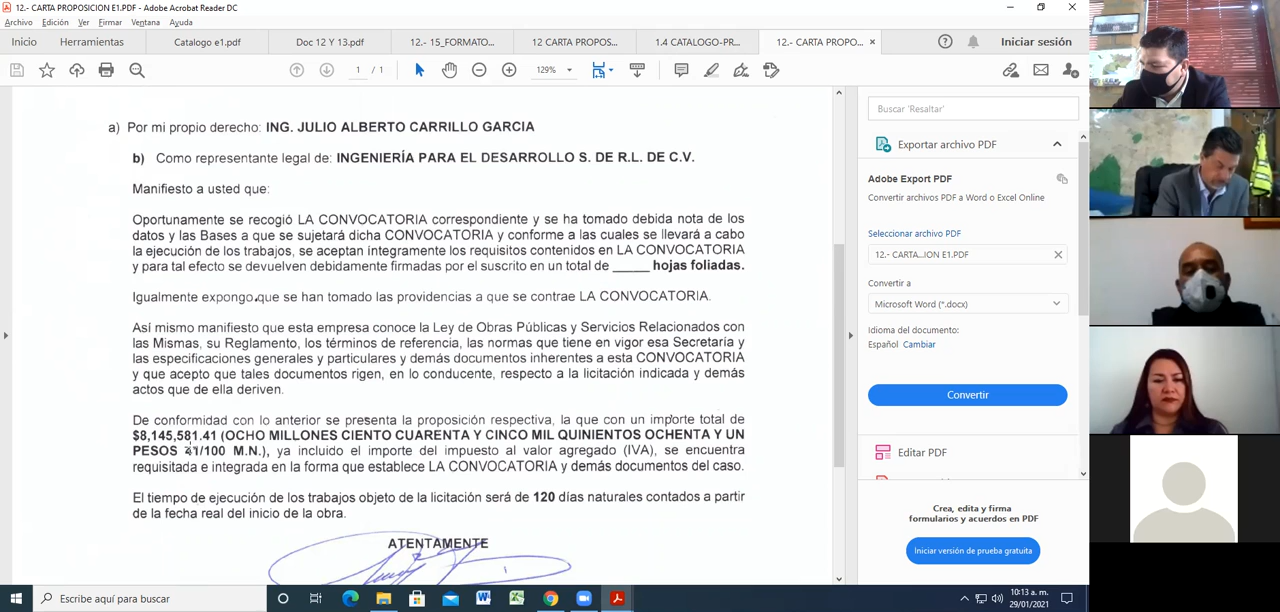 12.- CARTA PROPOSICION E1.PDF - Adobe Acrobat Reader DC
Archivo Edición Ver Firmar Ventana Ayuda
Inicio Herramientas Catalogo e1.pdf Doc 12 Y 13.pdf 12.- 15_FORMATO... 12 CARTA PROPOS... 1.4 CATALOGO-PR... 12.- CARTA PROPO... × Iniciar sesión
1 / 1 129%
a) Por mi propio derecho: ING. JULIO ALBERTO CARRILLO GARCIA
b) Como representante legal de: INGENIERÍA PARA EL DESARROLLO S. DE R.L. DE C.V.
Manifiesto a usted que:
Oportunamente se recogió LA CONVOCATORIA correspondiente y se ha tomado debida nota de los
datos y las Bases a que se sujetará dicha CONVOCATORIA y conforme a las cuales se llevará a cabo
la ejecución de los trabajos, se aceptan íntegramente los requisitos contenidos en LA CONVOCATORIA
y para tal efecto se devuelven debidamente firmadas por el suscrito en un total de _____ hojas foliadas.
Igualmente expongo que se han tomado las providencias a que se contrae LA CONVOCATORIA.
Así mismo manifiesto que esta empresa conoce la Ley de Obras Públicas y Servicios Relacionados con
las Mismas, su Reglamento, los términos de referencia, las normas que tiene en vigor esa Secretaría y
las especificaciones generales y particulares y demás documentos inherentes a esta CONVOCATORIA
y que acepto que tales documentos rigen, en lo conducente, respecto a la licitación indicada y demás
actos que de ella deriven.
De conformidad con lo anterior se presenta la proposición respectiva, la que con un importe total de
$8,145,581.41 (OCHO MILLONES CIENTO CUARENTA Y CINCO MIL QUINIENTOS OCHENTA Y UN
PESOS 41/100 M.N.), ya incluido el importe del impuesto al valor agregado (IVA), se encuentra
requisitada e integrada en la forma que establece LA CONVOCATORIA y demás documentos del caso.
El tiempo de ejecución de los trabajos objeto de la licitación será de 120 días naturales contados a partir
de la fecha real del inicio de la obra.
ATENTAMENTE
Buscar 'Resaltar'
Exportar archivo PDF
Adobe Export PDF
Convertir archivos PDF a Word o Excel Online
Seleccionar archivo PDF
12.- CARTA...ION E1.PDF
Convertir a
Microsoft Word (*.docx)
Idioma del documento:
Español Cambiar
Convertir
Editar PDF
Crea, edita y firma
formularios y acuerdos en PDF
Iniciar versión de prueba gratuita
Escribe aquí para buscar
10:13 a. m.
29/01/2021